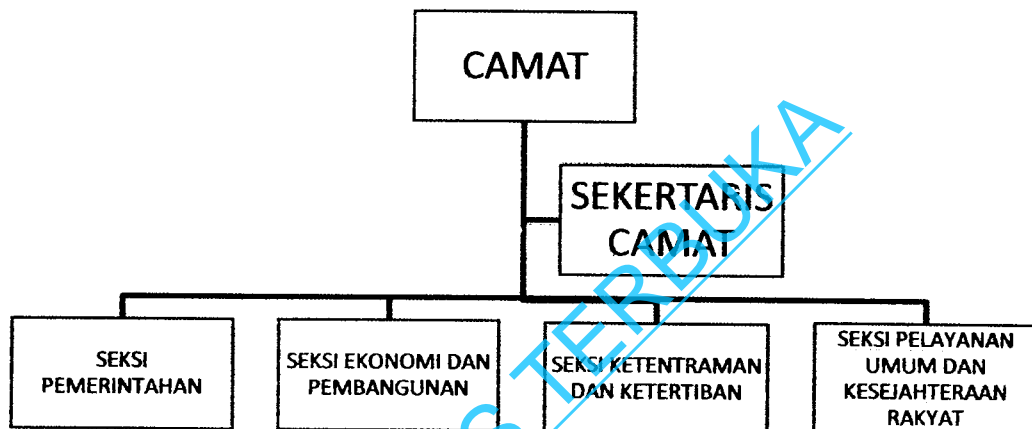 CAMAT
SEKERTARIS
CAMAT
SEKSI
PEMERINTAHAN
SEKSI EKONOMI DAN
PEMBANGUNAN
SEKSI KETENTRAMAN
DAN KETERTIBAN
SEKSI PELAYANAN
UMUM DAN
KESEJAHTERAAN
RAKYAT
S TERBUKA